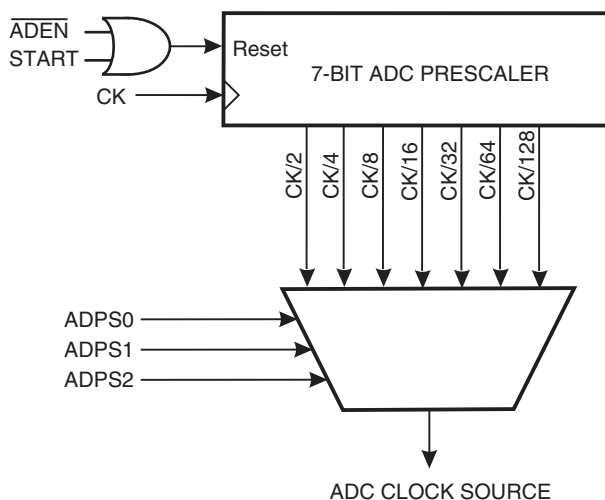 ADEN
START
Reset
7-BIT ADC PRESCALER
CK
CK/2
CK/4
CK/8
CK/16
CK/32
CK/64
CK/128
ADPS0
ADPS1
ADPS2
ADC CLOCK SOURCE